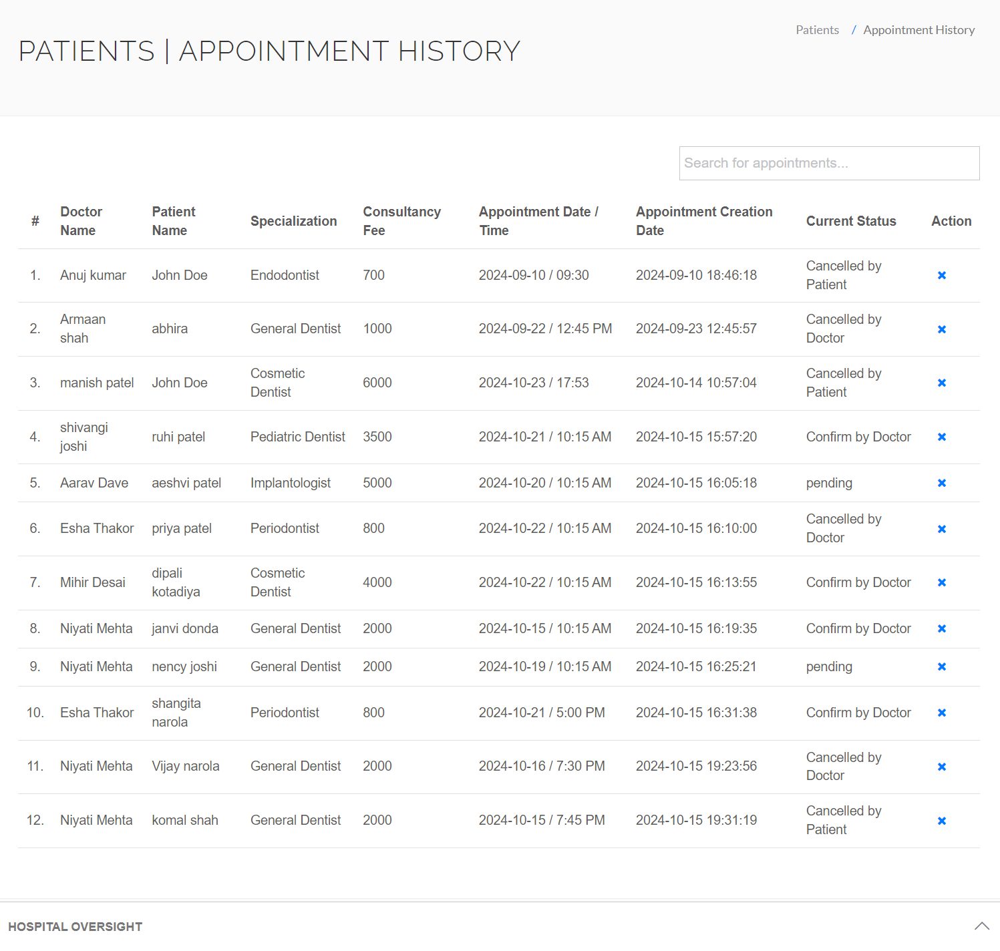 Patients / Appointment History
PATIENTS | APPOINTMENT HISTORY
Search for appointments...
# Doctor Name Patient Name Specialization Consultancy Fee Appointment Date / Time Appointment Creation Date Current Status Action
1. Anuj kumar John Doe Endodontist 700 2024-09-10 / 09:30 2024-09-10 18:46:18 Cancelled by Patient
2. Armaan shah abhira General Dentist 1000 2024-09-22 / 12:45 PM 2024-09-23 12:45:57 Cancelled by Doctor
3. manish patel John Doe Cosmetic Dentist 6000 2024-10-23 / 17:53 2024-10-14 10:57:04 Cancelled by Patient
4. shivangi joshi ruhi patel Pediatric Dentist 3500 2024-10-21 / 10:15 AM 2024-10-15 15:57:20 Confirm by Doctor
5. Aarav Dave aeshvi patel Implantologist 5000 2024-10-20 / 10:15 AM 2024-10-15 16:05:18 pending
6. Esha Thakor priya patel Periodontist 800 2024-10-22 / 10:15 AM 2024-10-15 16:10:00 Cancelled by Doctor
7. Mihir Desai dipali kotadiya Cosmetic Dentist 4000 2024-10-22 / 10:15 AM 2024-10-15 16:13:55 Confirm by Doctor
8. Niyati Mehta janvi donda General Dentist 2000 2024-10-15 / 10:15 AM 2024-10-15 16:19:35 Confirm by Doctor
9. Niyati Mehta nency joshi General Dentist 2000 2024-10-19 / 10:15 AM 2024-10-15 16:25:21 pending
10. Esha Thakor shangita narola Periodontist 800 2024-10-21 / 5:00 PM 2024-10-15 16:31:38 Confirm by Doctor
11. Niyati Mehta Vijay narola General Dentist 2000 2024-10-16 / 7:30 PM 2024-10-15 19:23:56 Cancelled by Doctor
12. Niyati Mehta komal shah General Dentist 2000 2024-10-15 / 7:45 PM 2024-10-15 19:31:19 Cancelled by Patient
HOSPITAL OVERSIGHT